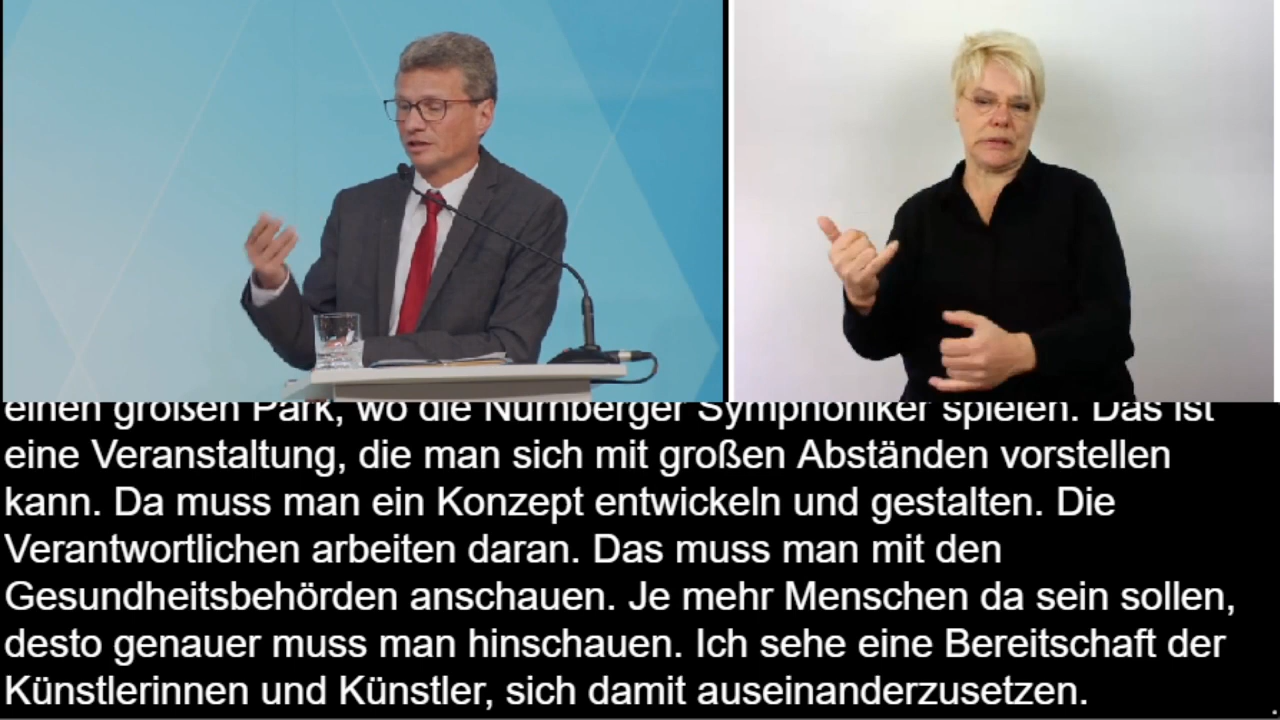 einen großen Park, wo die Nürnberger Symphoniker spielen. Das ist
eine Veranstaltung, die man sich mit großen Abständen vorstellen
kann. Da muss man ein Konzept entwickeln und gestalten. Die
Verantwortlichen arbeiten daran. Das muss man mit den
Gesundheitsbehörden anschauen. Je mehr Menschen da sein sollen,
desto genauer muss man hinschauen. Ich sehe eine Bereitschaft der
Künstlerinnen und Künstler, sich damit auseinanderzusetzen.